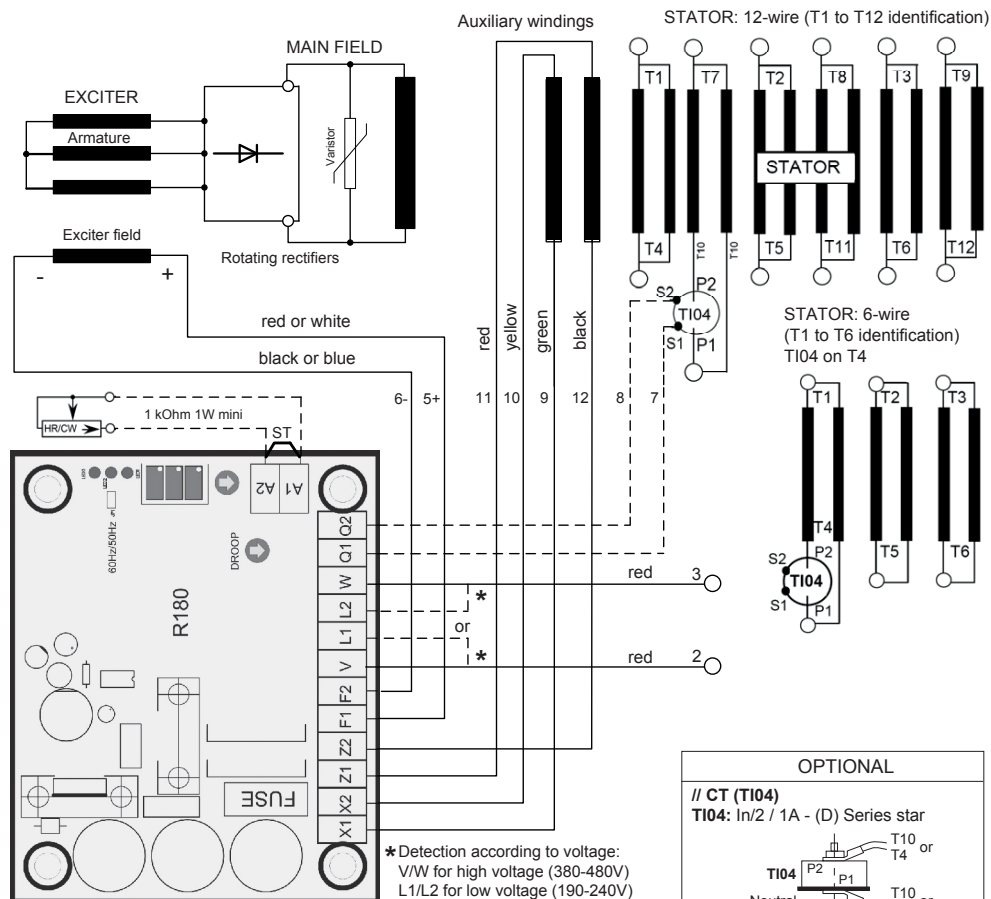 Auxiliary windings
STATOR: 12-wire (T1 to T12 identification)
MAIN FIELD
EXCITER
Armature
Varistor
Rotating rectifiers
Exciter field
-
+
red or white
black or blue
T1
T7
T2
T8
T3
T9
STATOR
T4
T10
T10
T5
T11
T6
T12
S2
P2
TI04
S1
P1
STATOR: 6-wire
(T1 to T6 identification)
TI04 on T4
T1
T2
T3
T4
T5
T6
S2
P2
TI04
S1
P1
red
yellow
green
black
6-
5+
11
10
9
12
8
7
1 kOhm 1W mini
HR/CW
ST
A2
A1
60Hz/50Hz
DROOP
R180
Q2
Q1
W
L2
L1
V
F2
F1
Z2
Z1
X2
X1
FUSE
red
3
*
or
*
red
2
* Detection according to voltage:
V/W for high voltage (380-480V)
L1/L2 for low voltage (190-240V)
OPTIONAL
// CT (TI04)
TI04: In/2 / 1A - (D) Series star
T10 or
T4
TI04
P2
P1
T10